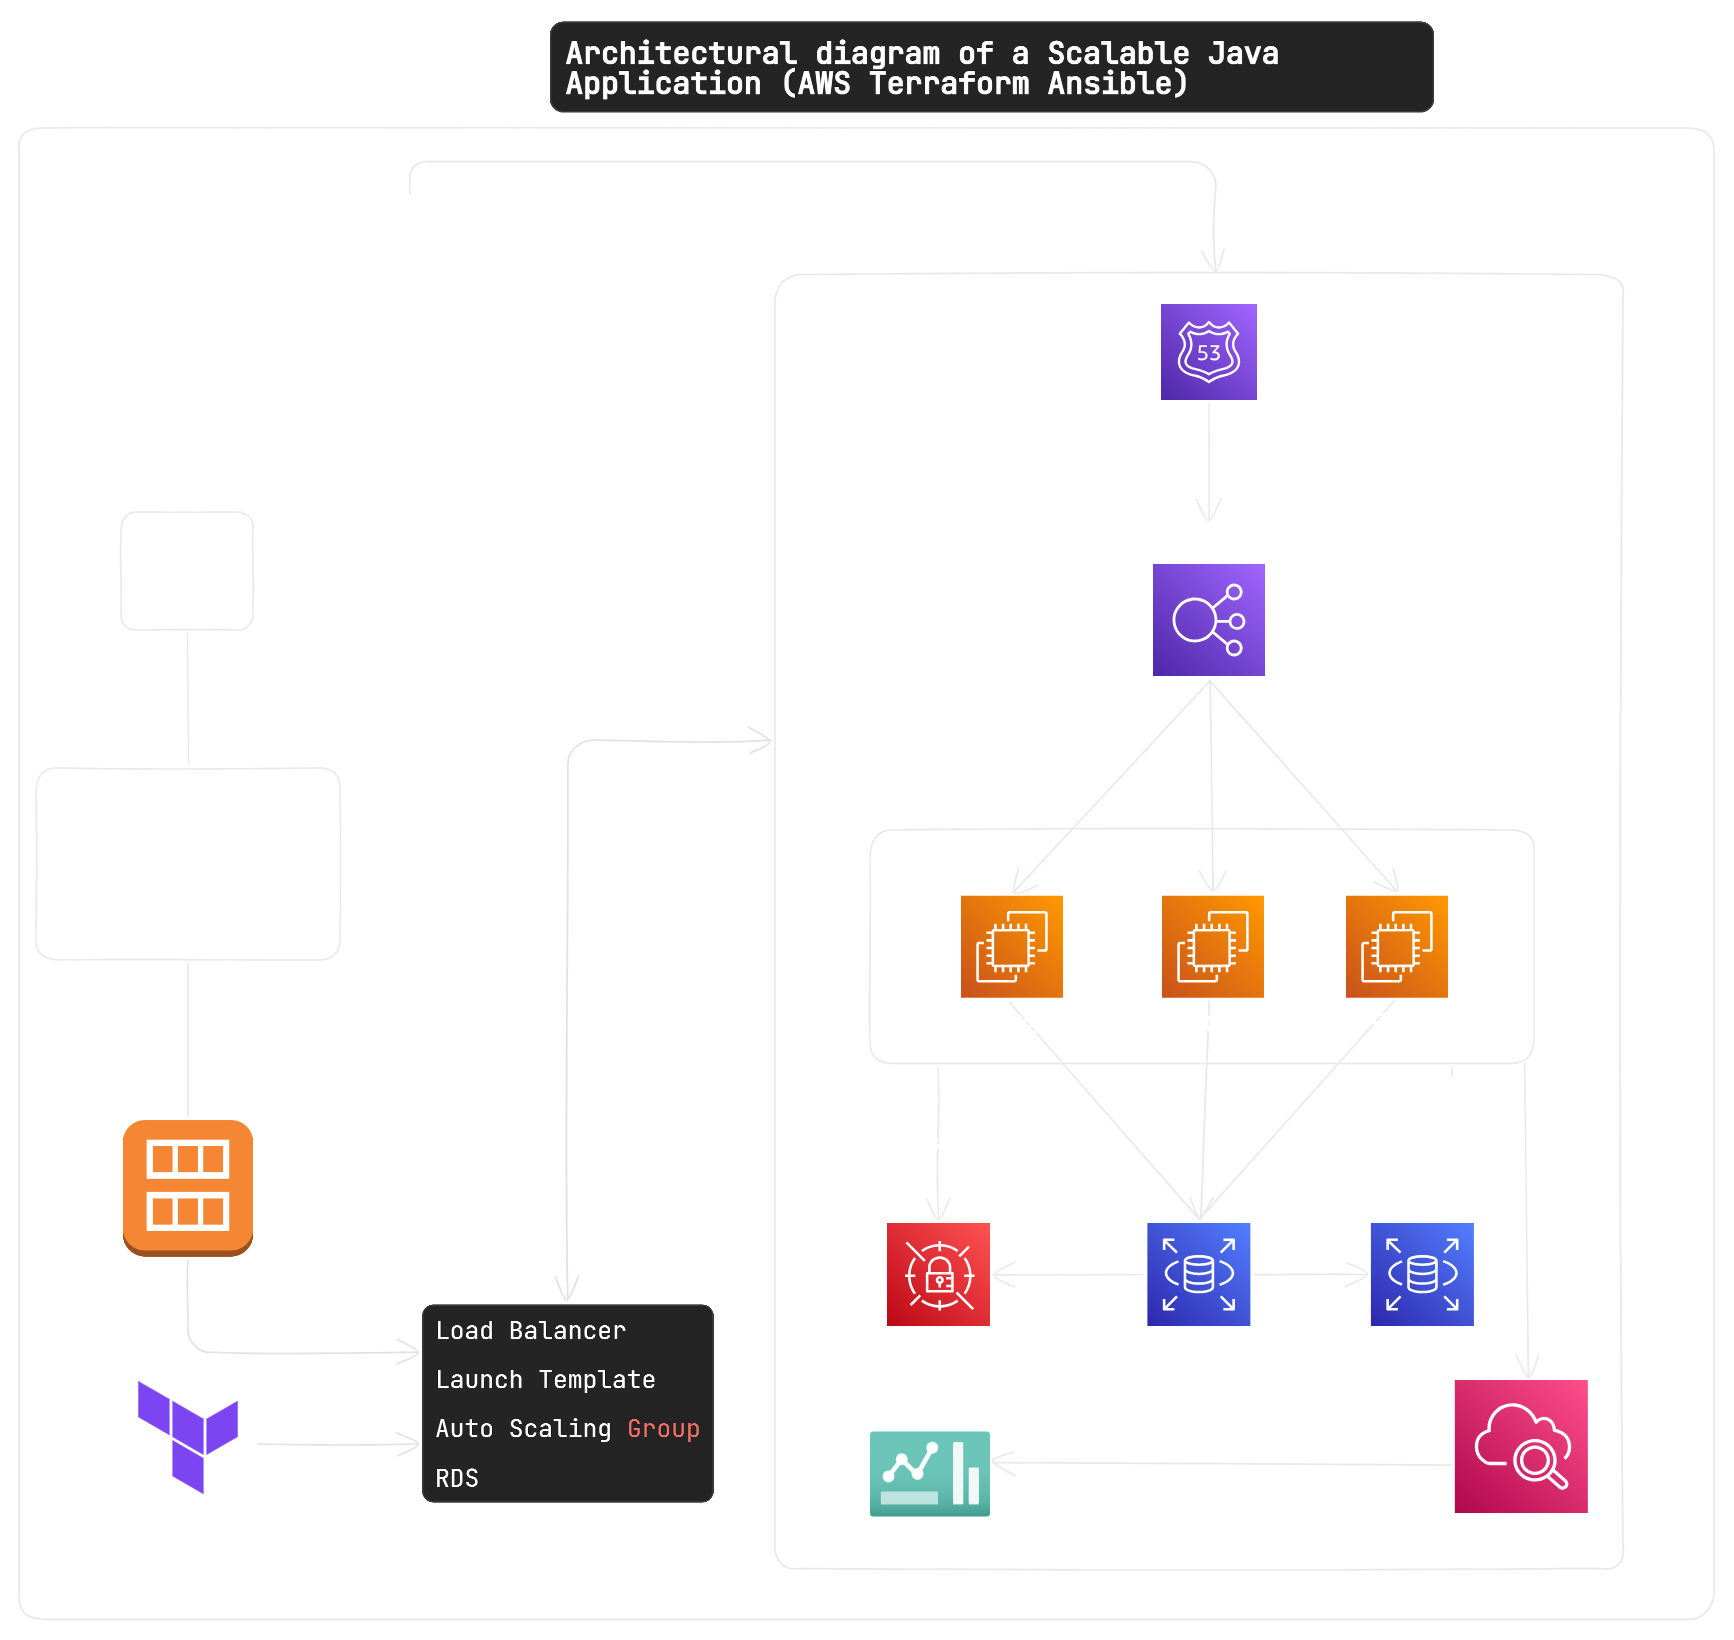 Architectural diagram of a Scalable Java
Application (AWS Terraform Ansible)
53
Load Balancer
Launch Template
Auto Scaling Group
RDS